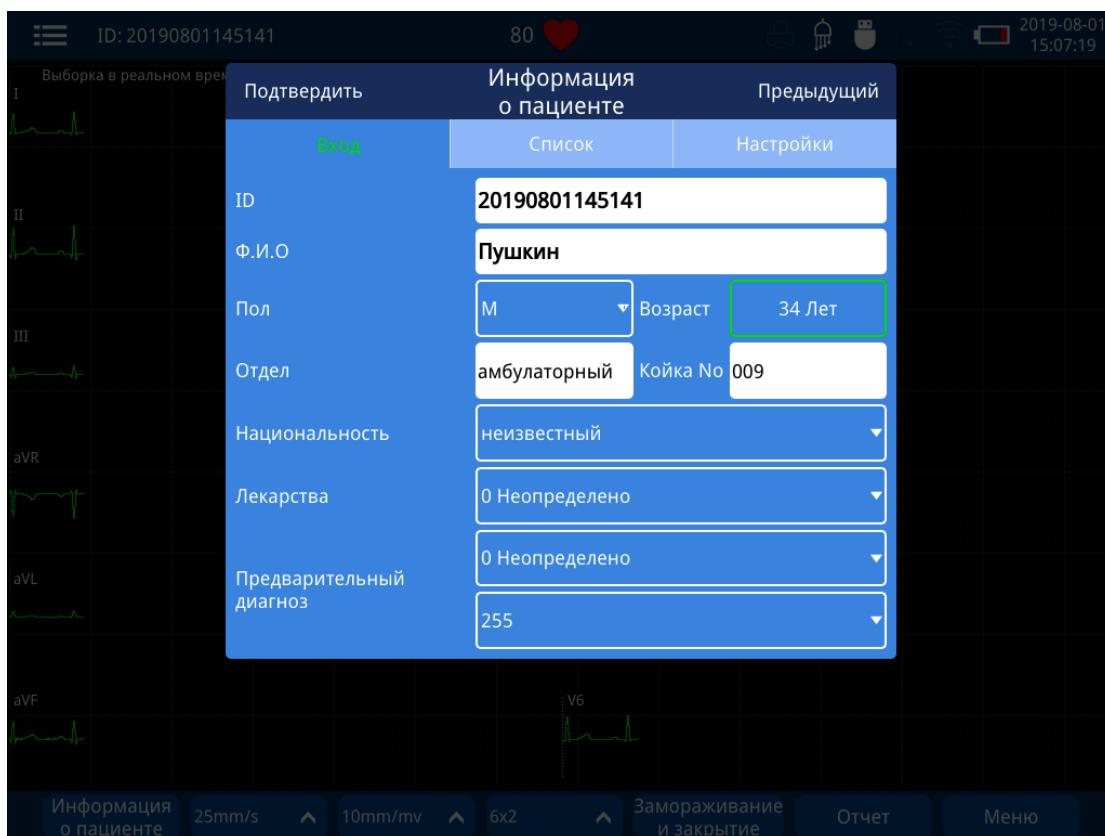 ID: 20190801145141
80
2019-08-01
15:07:19
Выборка в реальном врем
I
II
III
aVR
aVL
aVF
V6
Подтвердить
Информация
о пациенте
Предыдущий
Вход
Список
Настройки
ID
20190801145141
Ф.И.О
Пушкин
Пол
М
Возраст
34 Лет
Отдел
амбулаторный
Койка No
009
Национальность
неизвестный
Лекарства
0 Неопределено
Предварительный
диагноз
0 Неопределено
255
Информация
о пациенте
25mm/s
10mm/mv
6x2
Замораживание
и закрытие
Отчет
Меню